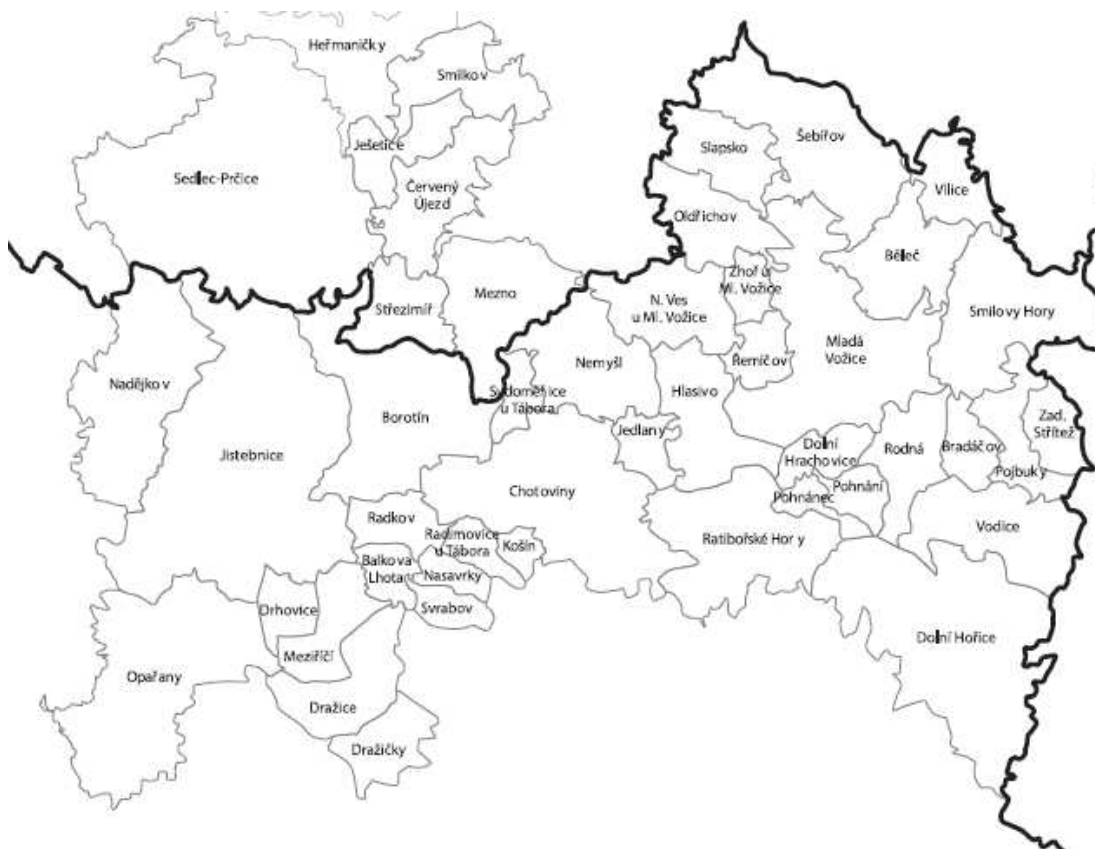 Heřmaničky
Smilkov
Ješetice
Sedlec-Prčice
Červený
Újezd
Slapsko
Šebířov
Vilice
Oldřichov
Běleč
Zhoř u
Ml. Vožice
Střezimíř
Mezno
N. Ves
u Ml. Vožice
Smilovy Hory
Mladá
Vožice
Řemíčov
Nemyšl
Nadějkov
Hlasivo
Sudoměřice
u Tábora
Borotín
Jedlany
Zad.
Střítež
Jistebnice
Dolní
Hrachovice
Rodná
Bradáčov
Pojbuky
Chotoviny
Pohnání
Pohnánec
Radkov
Vodice
Radimovice
u Tábora
Košín
Ratibořské Hory
Balkova
Lhota
Nasavrky
Drhovice
Svrabov
Dolní Hořice
Meziříčí
Opařany
Dražice
Dražičky